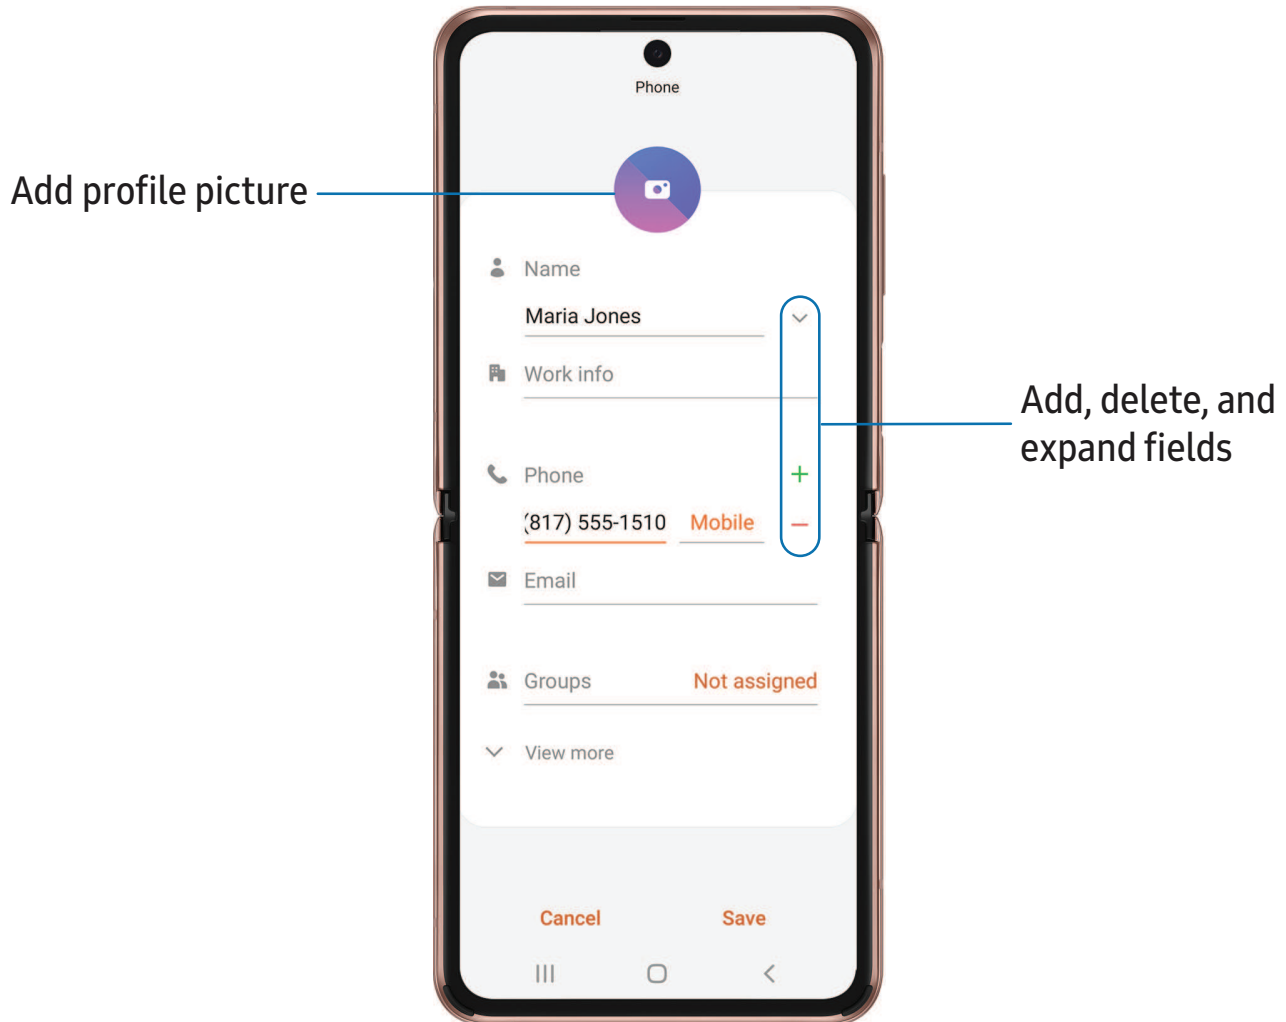 Phone
Add profile picture
Name
Maria Jones
Work info
Add, delete, and
expand fields
Phone
(817) 555-1510 Mobile
Email
Groups Not assigned
View more
Cancel Save